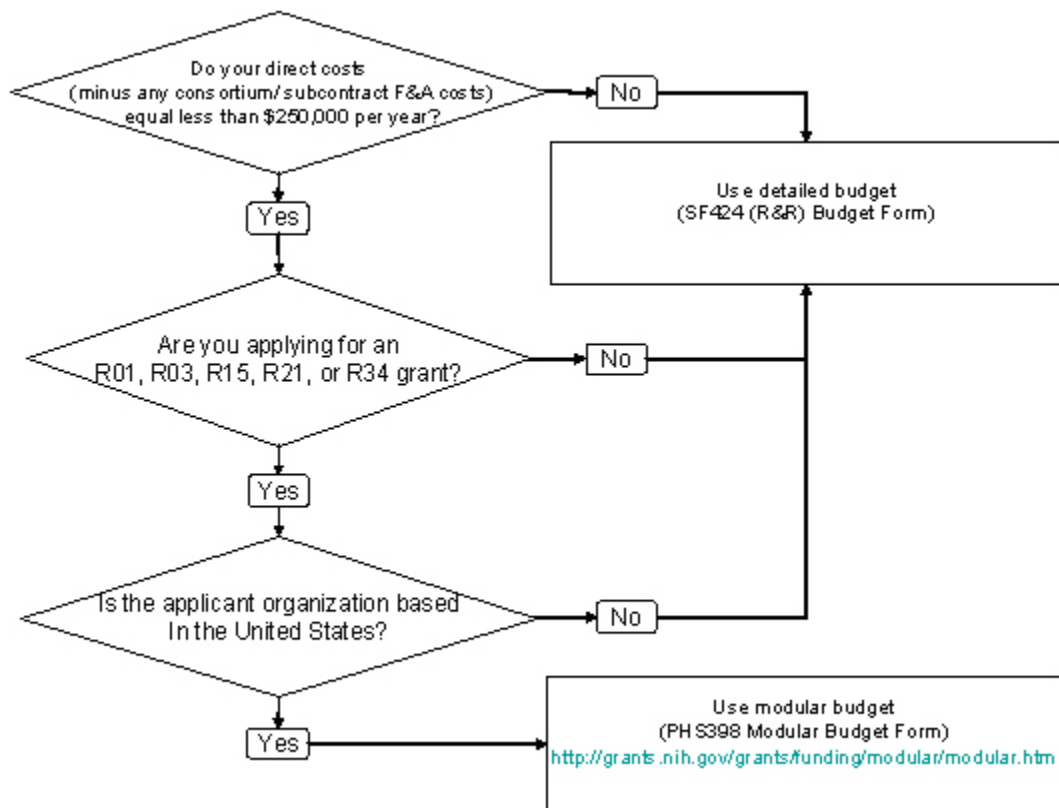 Do your direct costs
(minus any consortium/subcontract F&A costs)
equal less than $250,000 per year?
No
Use detailed budget
(SF424 (R&R) Budget Form)
Yes
Are you applying for an
R01, R03, R15, R21, or R34 grant?
No
Yes
Is the applicant organization based
In the United States?
No
Yes
Use modular budget
(PHS398 Modular Budget Form)
http://grants.nih.gov/grants/funding/modular/modular.htm